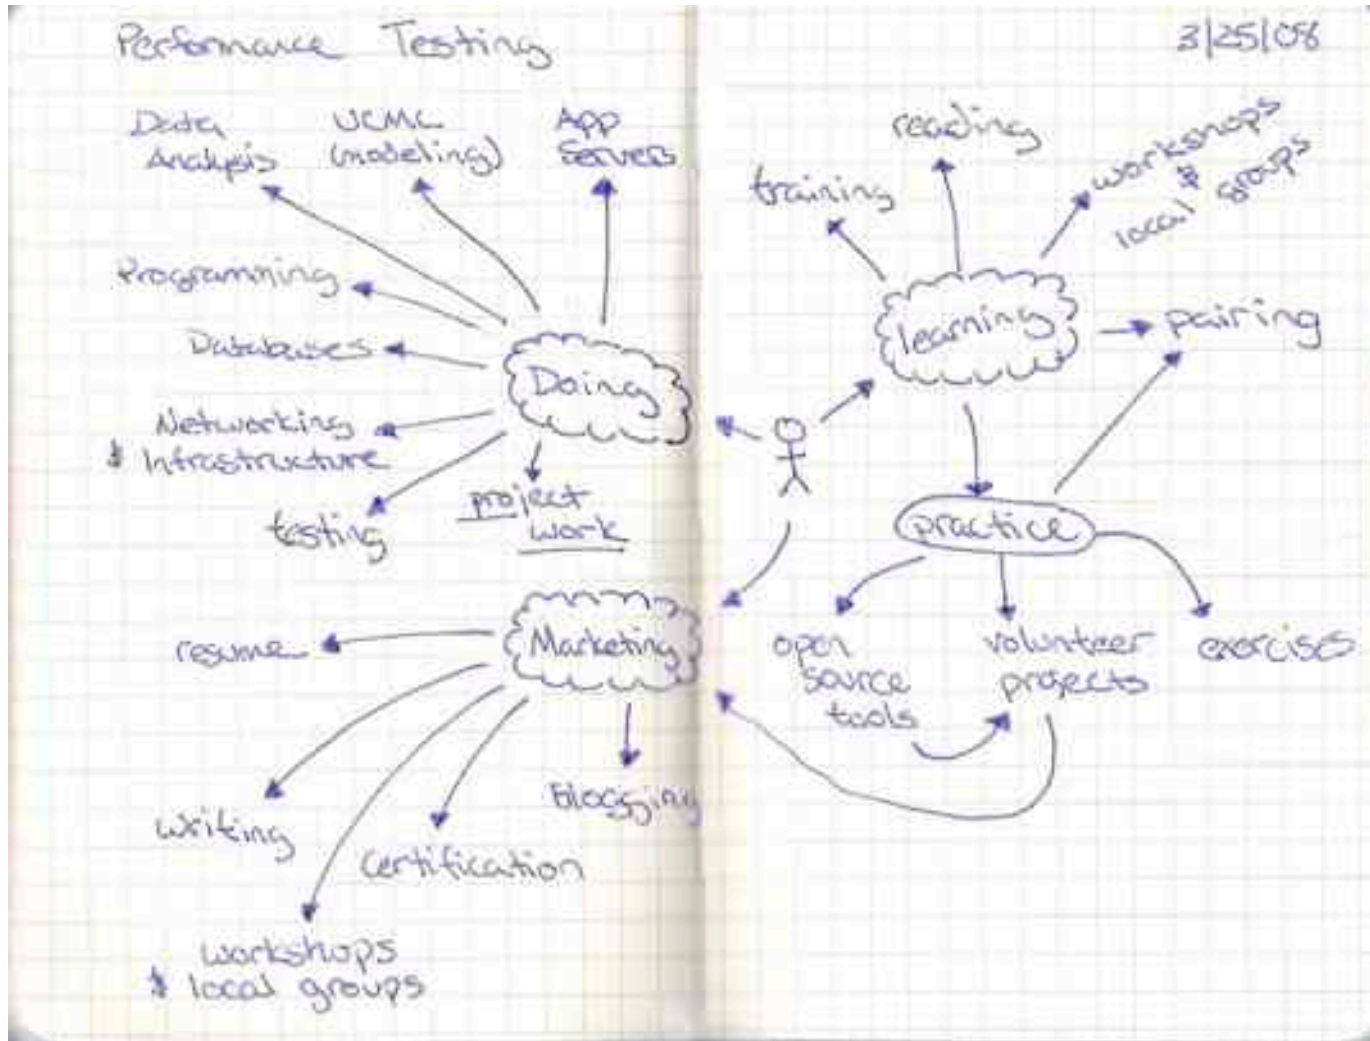 Performance Testing
3/25/08
Data
Analysis
UCML
(modeling)
App
Servers
Programming
Databases
Networking
& Infrastructure
testing
Doing
project
work
Marketing
resume
writing
workshops
& local groups
certification
Blogging
training
reading
workshops
&
local groups
learning
pairing
practice
open
source
tools
volunteer
projects
exercises